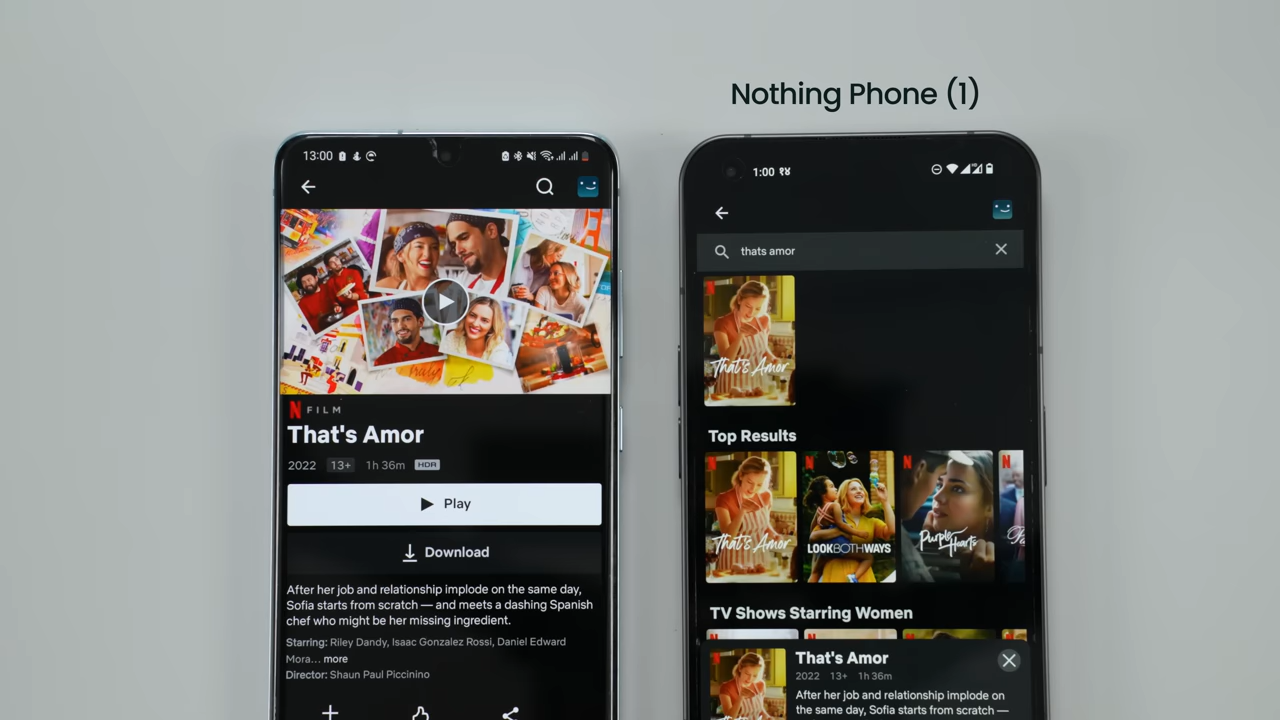 Nothing Phone (1)
13:00
N FILM
That's Amor
2022 13+ 1h 36m HDR
Play
Download
After her job and relationship implode on the same day,
Sofia starts from scratch — and meets a dashing Spanish
chef who might be her missing ingredient.
Starring: Riley Dandy, Isaac Gonzalez Rossi, Daniel Edward
Mora... more
Director: Shaun Paul Piccinino
1:00
thats amor
That's Amor
Top Results
That's Amor
LOOK BOTH WAYS
Purple Hearts
TV Shows Starring Women
That's Amor
2022 13+ 1h 36m
After her job and relationship implode on
the same day, Sofia starts from scratch —